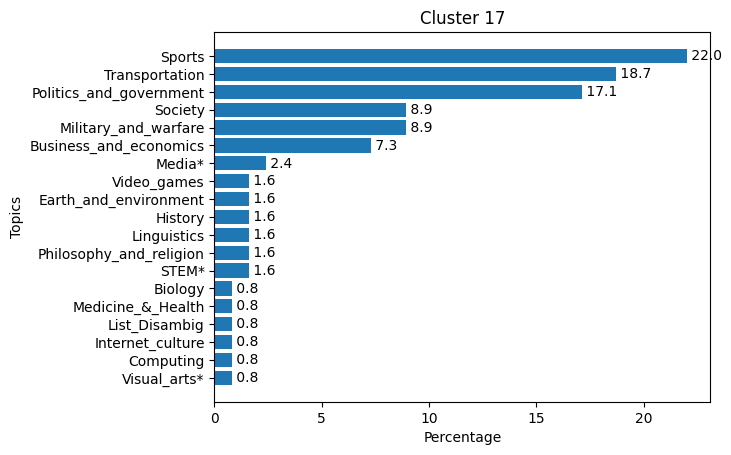 Cluster 17
Topics
Sports 22.0
Transportation 18.7
Politics_and_government 17.1
Society 8.9
Military_and_warfare 8.9
Business_and_economics 7.3
Media* 2.4
Video_games 1.6
Earth_and_environment 1.6
History 1.6
Linguistics 1.6
Philosophy_and_religion 1.6
STEM* 1.6
Biology 0.8
Medicine_&_Health 0.8
List_Disambig 0.8
Internet_culture 0.8
Computing 0.8
Visual_arts* 0.8
0 5 10 15 20
Percentage